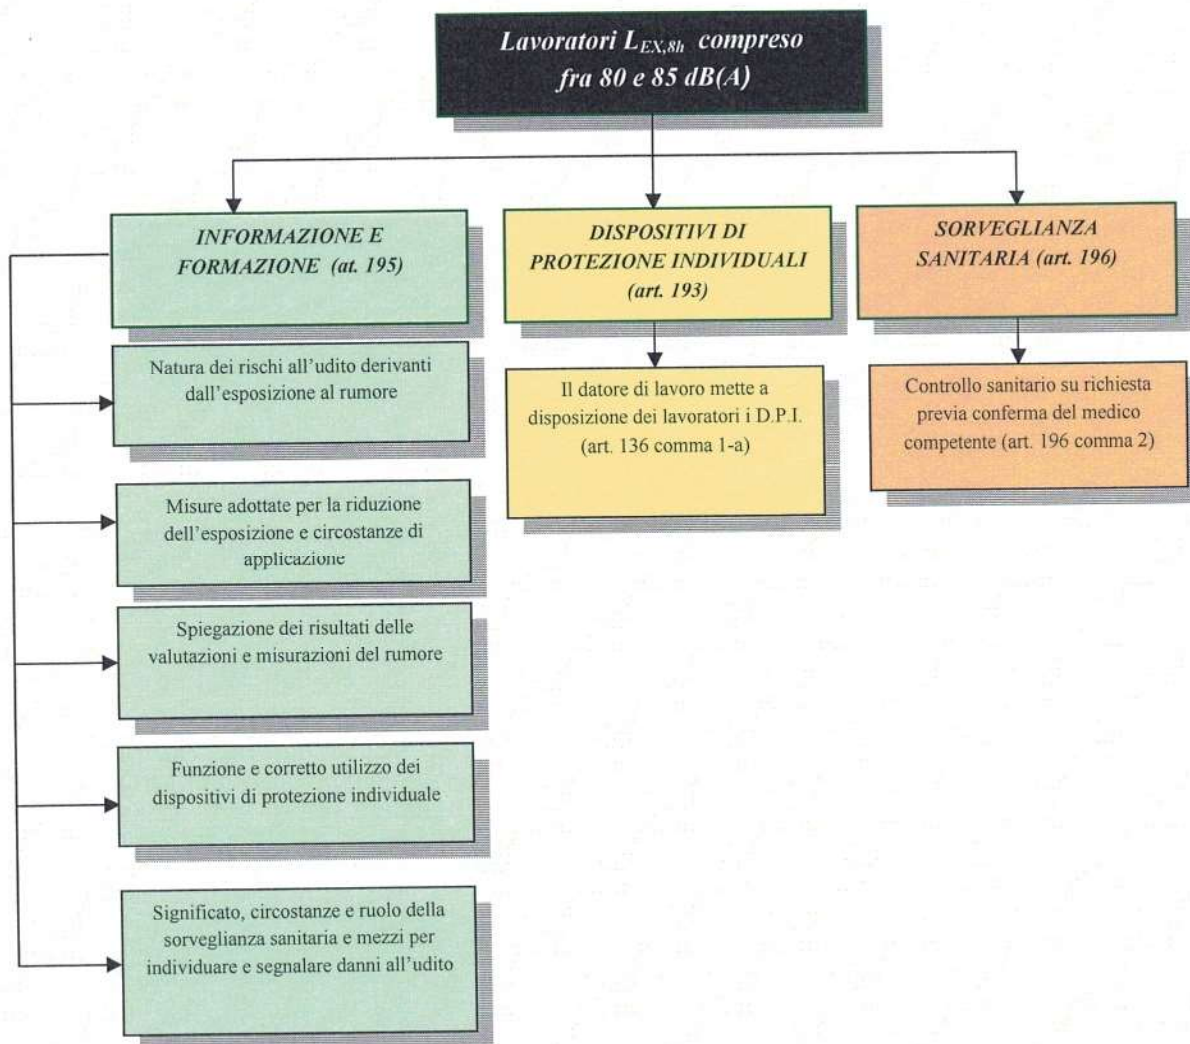 Lavoratori L_EX,8h compreso
fra 80 e 85 dB(A)
INFORMAZIONE E
FORMAZIONE (at. 195)
Natura dei rischi all'udito derivanti
dall'esposizione al rumore
Misure adottate per la riduzione
dell'esposizione e circostanze di
applicazione
Spiegazione dei risultati delle
valutazioni e misurazioni del rumore
Funzione e corretto utilizzo dei
dispositivi di protezione individuale
Significato, circostanze e ruolo della
sorveglianza sanitaria e mezzi per
individuare e segnalare danni all'udito
DISPOSITIVI DI
PROTEZIONE INDIVIDUALI
(art. 193)
Il datore di lavoro mette a
disposizione dei lavoratori i D.P.I.
(art. 136 comma 1-a)
SORVEGLIANZA
SANITARIA (art. 196)
Controllo sanitario su richiesta
previa conferma del medico
competente (art. 196 comma 2)